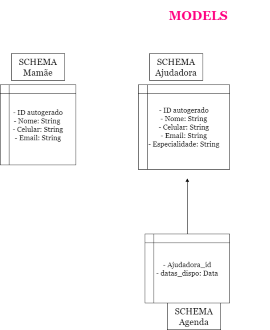 MODELS
SCHEMA
Mamãe
- ID autogerado
- Nome: String
- Celular: String
- Email: String
SCHEMA
Ajudadora
- ID autogerado
- Nome: String
- Celular: String
- Email: String
- Especialidade: String
- Ajudadora_id
- datas_dispo: Data
SCHEMA
Agenda